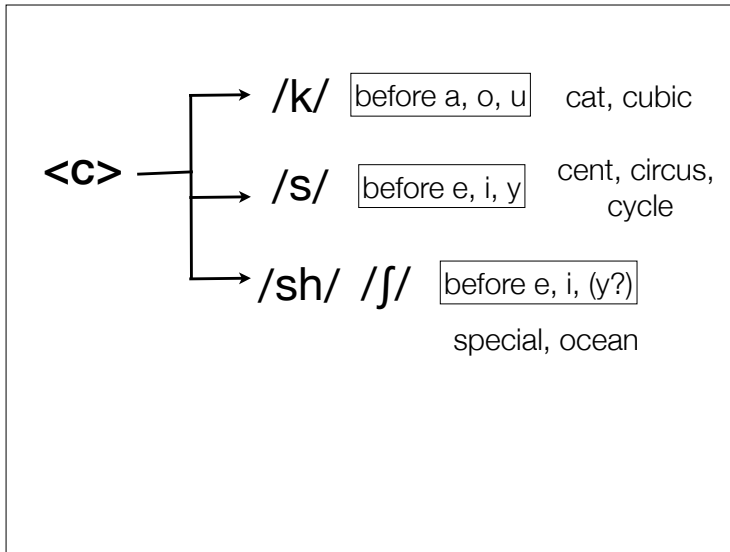 <c>
/k/ before a, o, u cat, cubic
/s/ before e, i, y cent, circus,
cycle
/sh/ /ʃ/ before e, i, (y?)
special, ocean